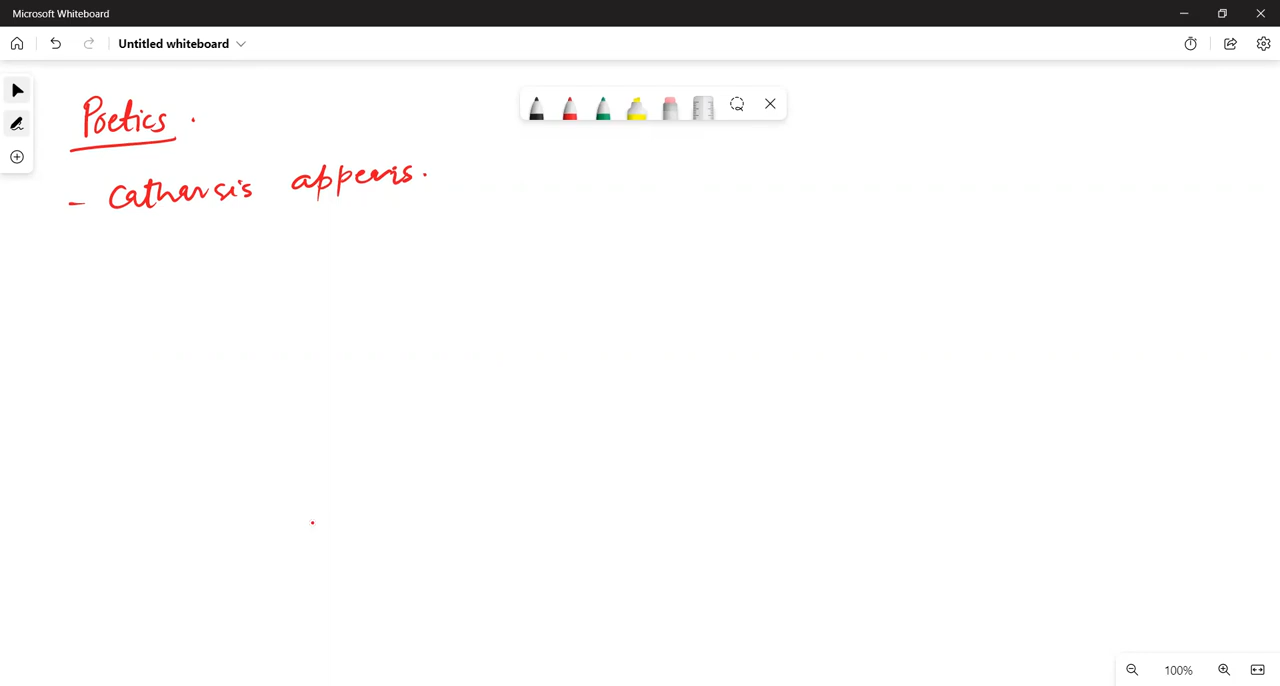 Microsoft Whiteboard
Untitled whiteboard
Poetics.
- Catharsis appears.
100%